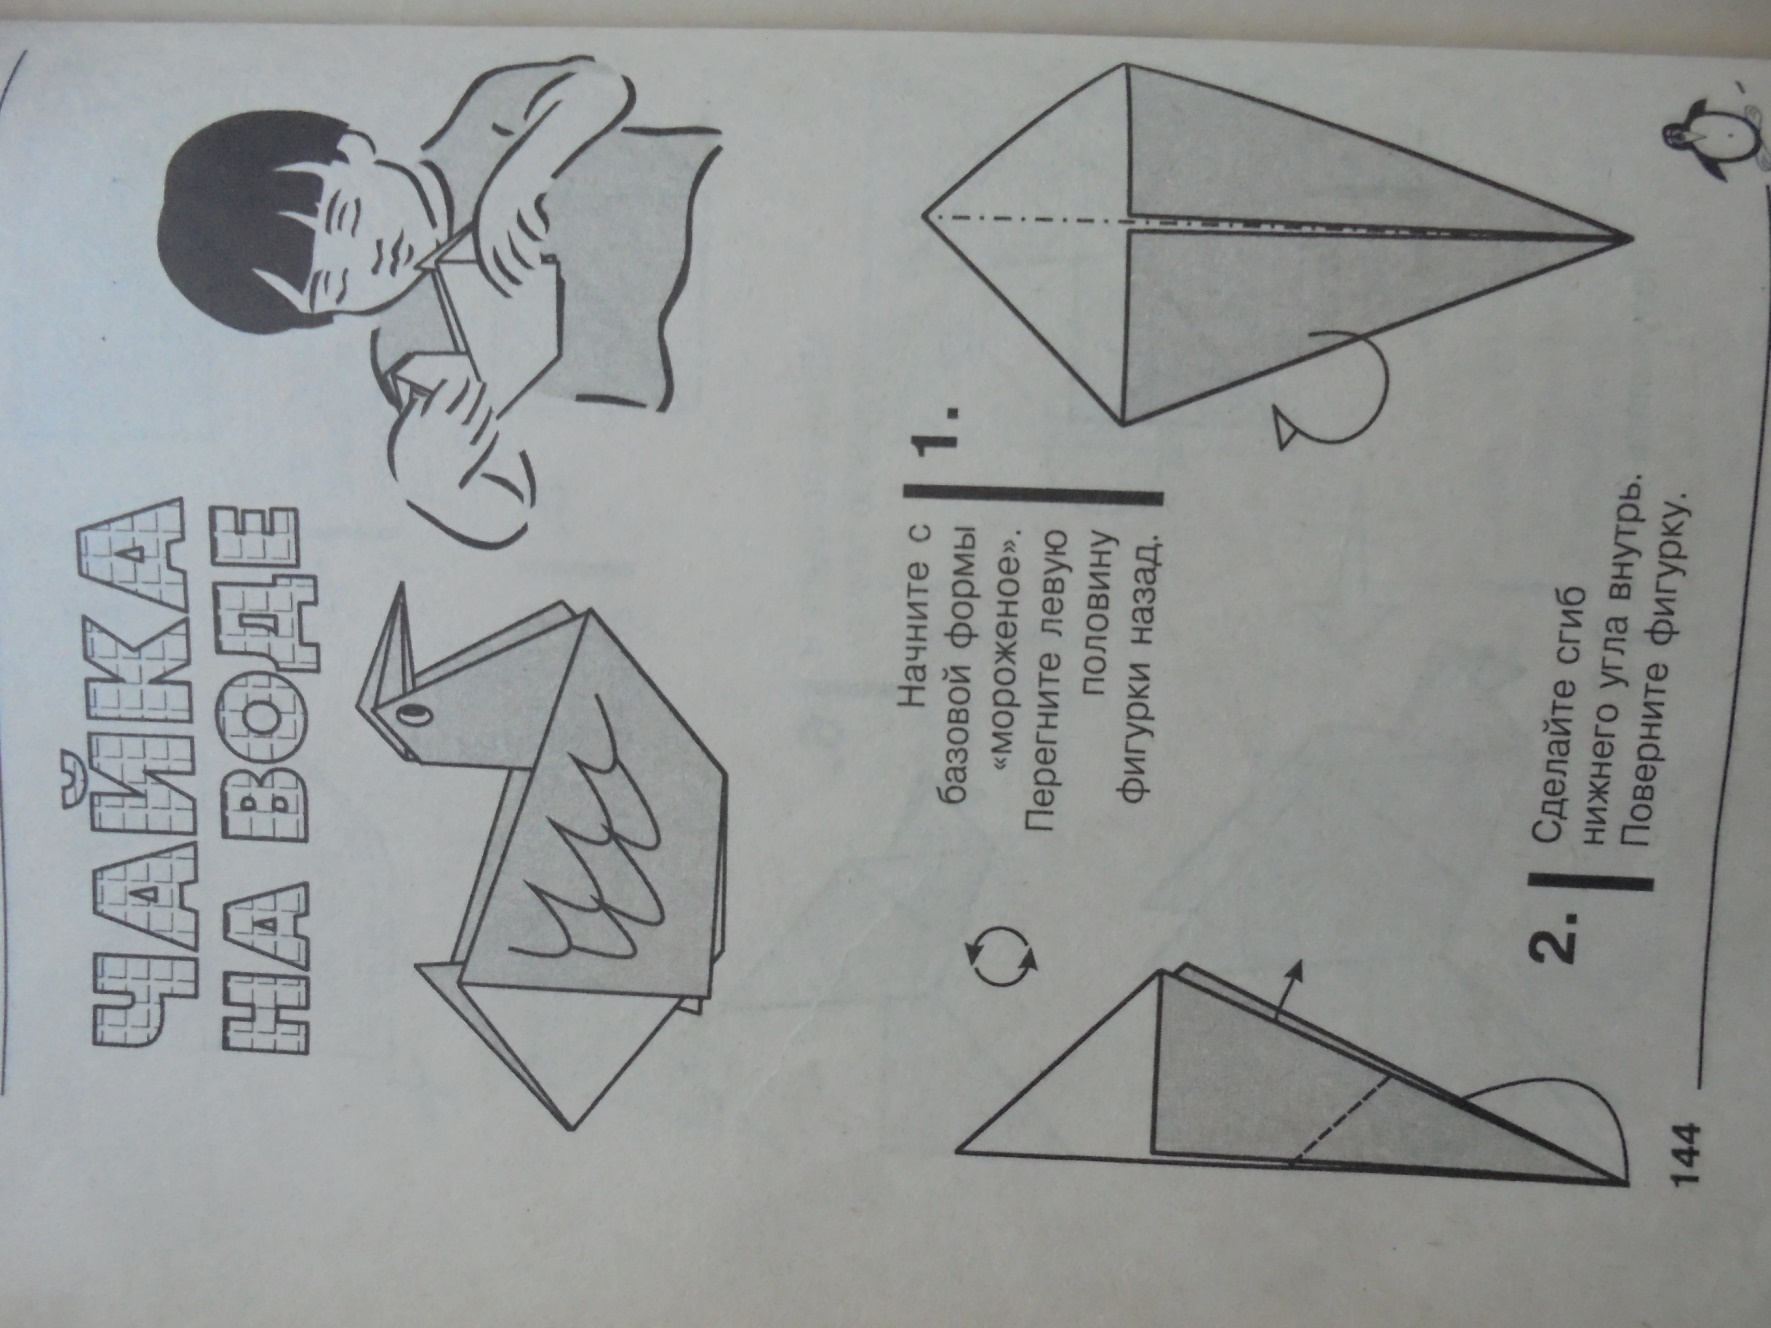 ЧАЙКА
НА ВОДЕ
1.
Начните с
базовой формы
«мороженое».
Перегните левую
половину
фигурки назад.
2.
Сделайте сгиб
нижнего угла внутрь.
Поверните фигурку.
144